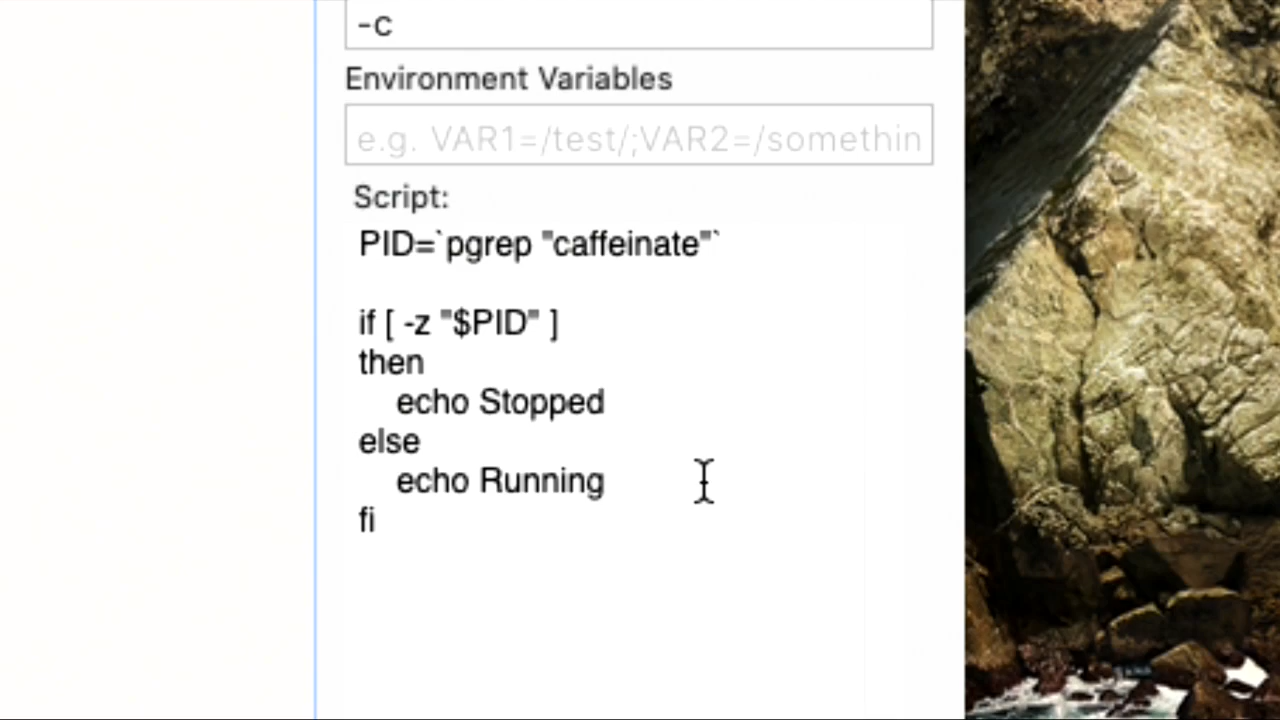 -c
Environment Variables
e.g. VAR1=/test/;VAR2=/somethin
Script:
PID=`pgrep "caffeinate"`
if [ -z "$PID" ]
then
echo Stopped
else
echo Running
fi